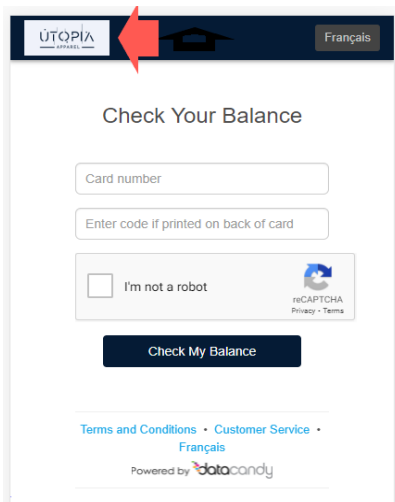 ÛTOPIA
APPAREL
Français
Check Your Balance
Card number
Enter code if printed on back of card
I'm not a robot
reCAPTCHA
Privacy - Terms
Check My Balance
Terms and Conditions • Customer Service •
Français
Powered by datacandy